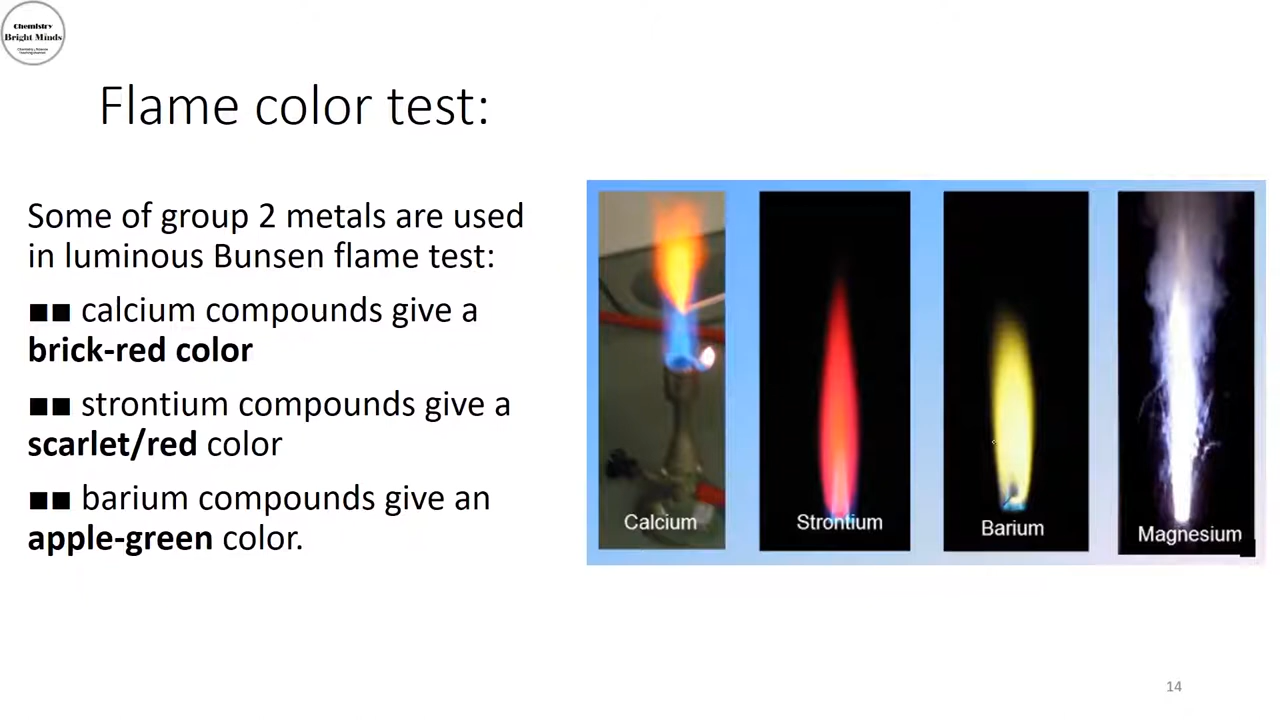 Chemistry
Bright Minds
Flame color test:
Some of group 2 metals are used
in luminous Bunsen flame test:
■■ calcium compounds give a
brick-red color
■■ strontium compounds give a
scarlet/red color
■■ barium compounds give an
apple-green color.
Calcium
Strontium
Barium
Magnesium
14